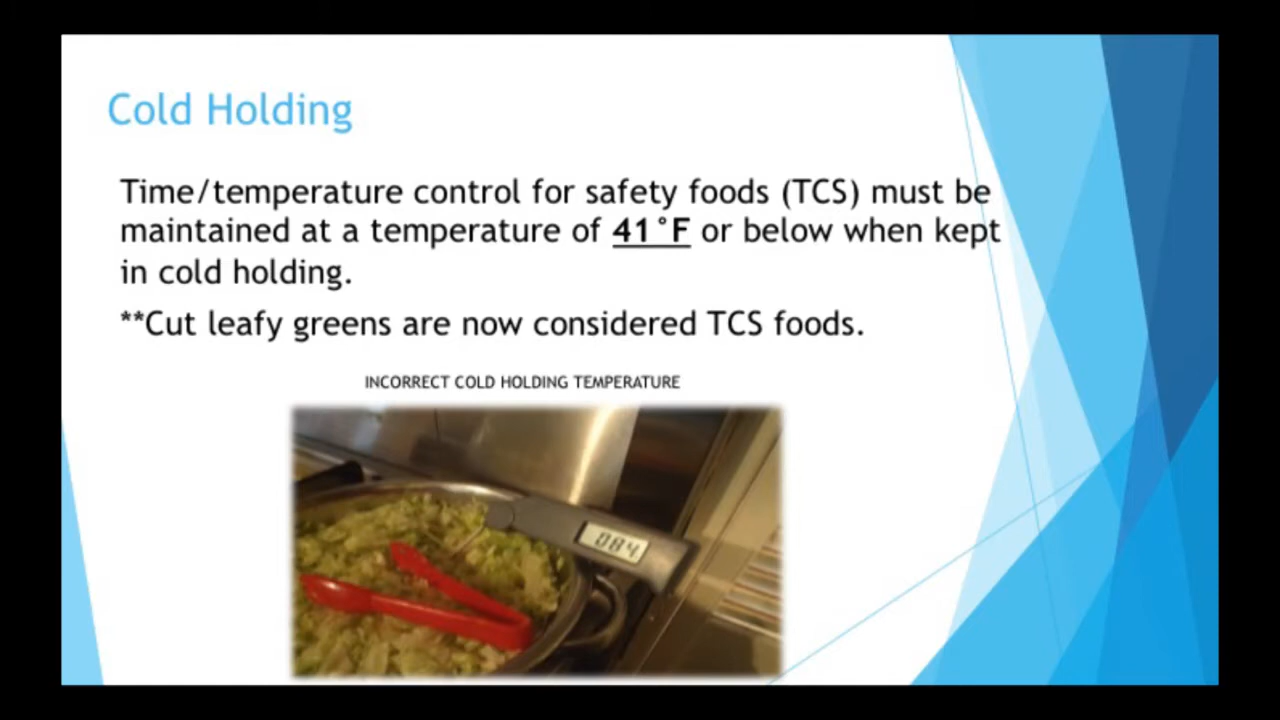 Cold Holding
Time/temperature control for safety foods (TCS) must be
maintained at a temperature of 41°F or below when kept
in cold holding.
**Cut leafy greens are now considered TCS foods.
INCORRECT COLD HOLDING TEMPERATURE
084